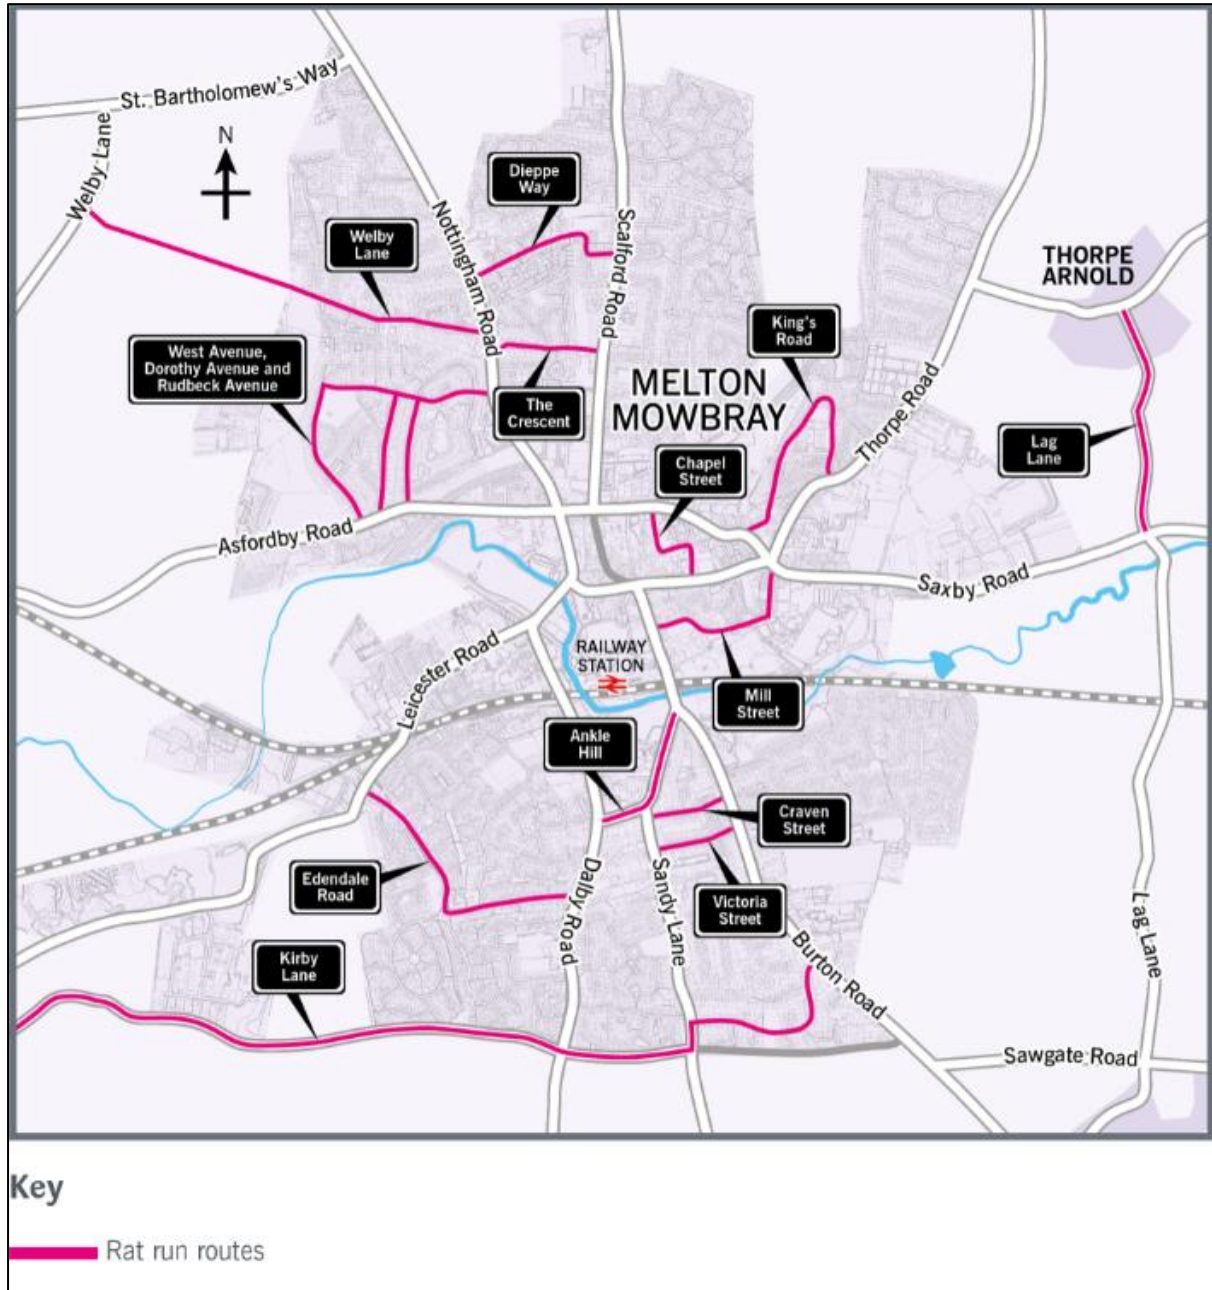 St. Bartholomew's Way
Welby Lane
N
Dieppe
Way
Nottingham Road
Scalford Road
Welby
Lane
THORPE
ARNOLD
King's
Road
West Avenue,
Dorothy Avenue and
Rudbeck Avenue
The
Crescent
MELTON
MOWBRAY
Thorpe Road
Lag
Lane
Chapel
Street
Asfordby Road
Saxby Road
Leicester Road
RAILWAY
STATION
Mill
Street
Ankle
Hill
Craven
Street
Edendale
Road
Dalby Road
Sandy Lane
Victoria
Street
Burton Road
Lag Lane
Kirby
Lane
Sawgate Road
Key
Rat run routes